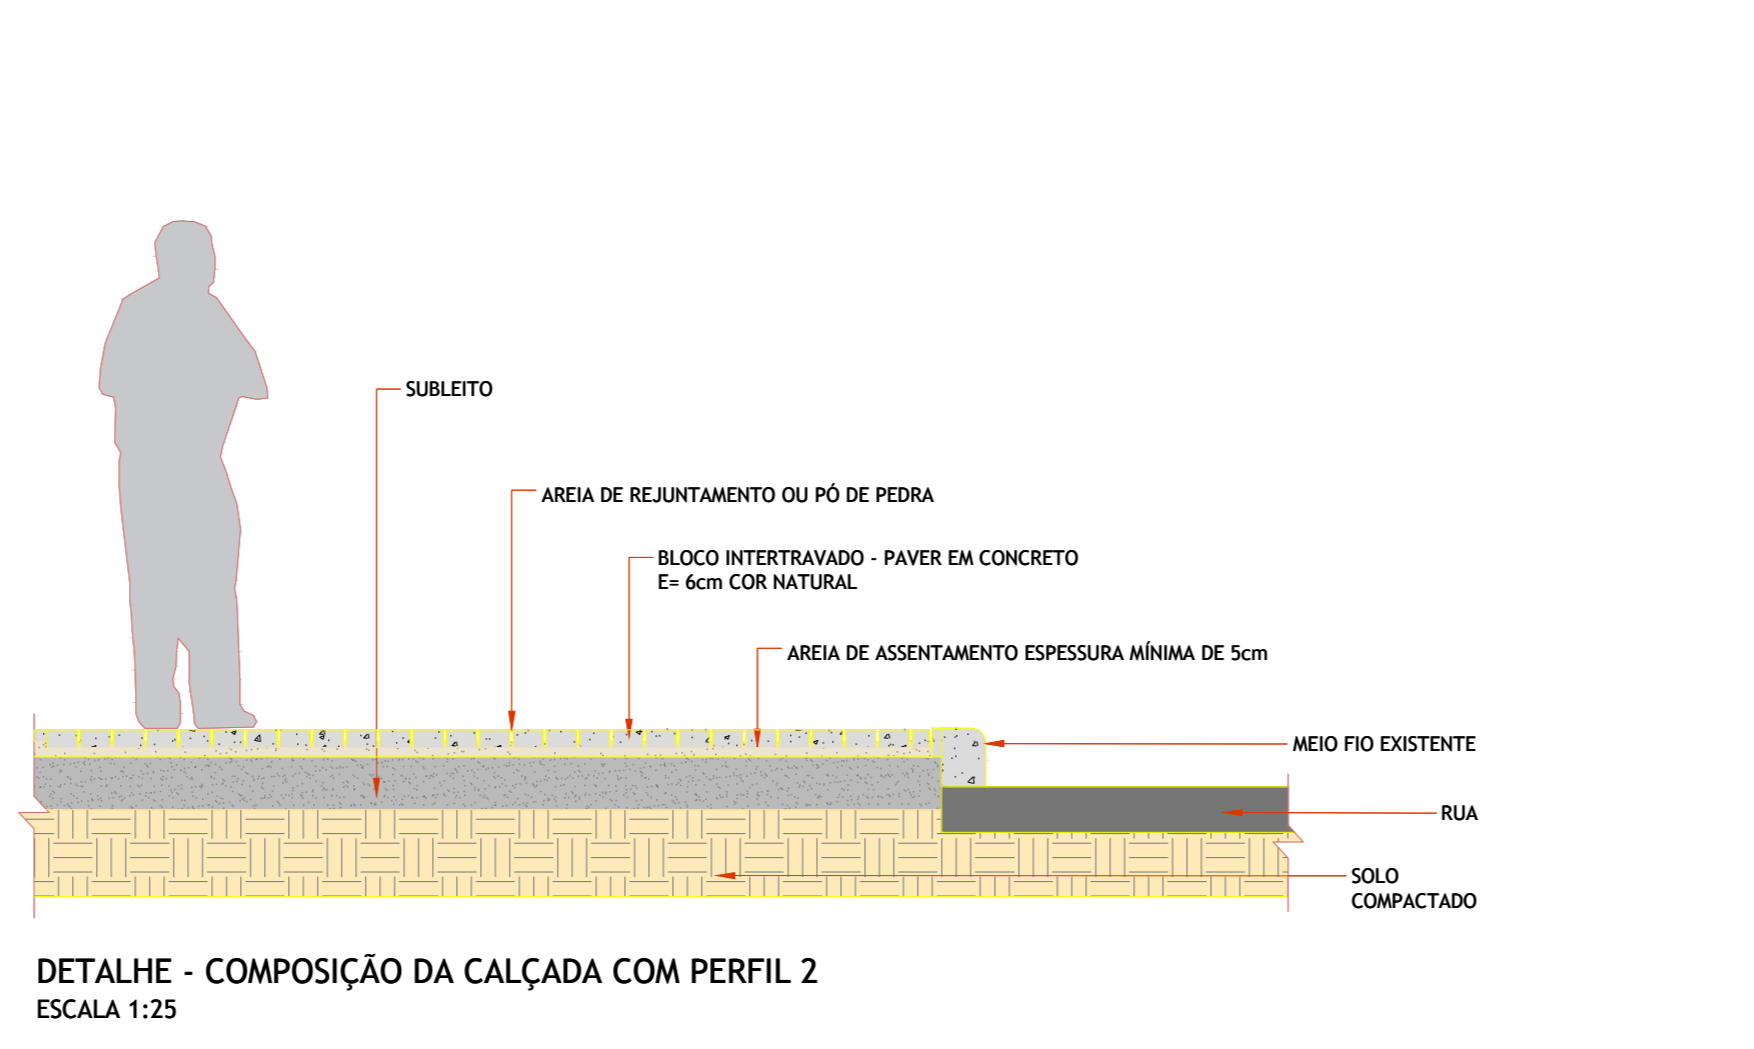 SUBLEITO
AREIA DE REJUNTAMENTO OU PÓ DE PEDRA
BLOCO INTERTRAVADO - PAVER EM CONCRETO
E= 6cm COR NATURAL
AREIA DE ASSENTAMENTO ESPESSURA MÍNIMA DE 5cm
MEIO FIO EXISTENTE
RUA
SOLO
COMPACTADO
DETALHE - COMPOSIÇÃO DA CALÇADA COM PERFIL 2
ESCALA 1:25